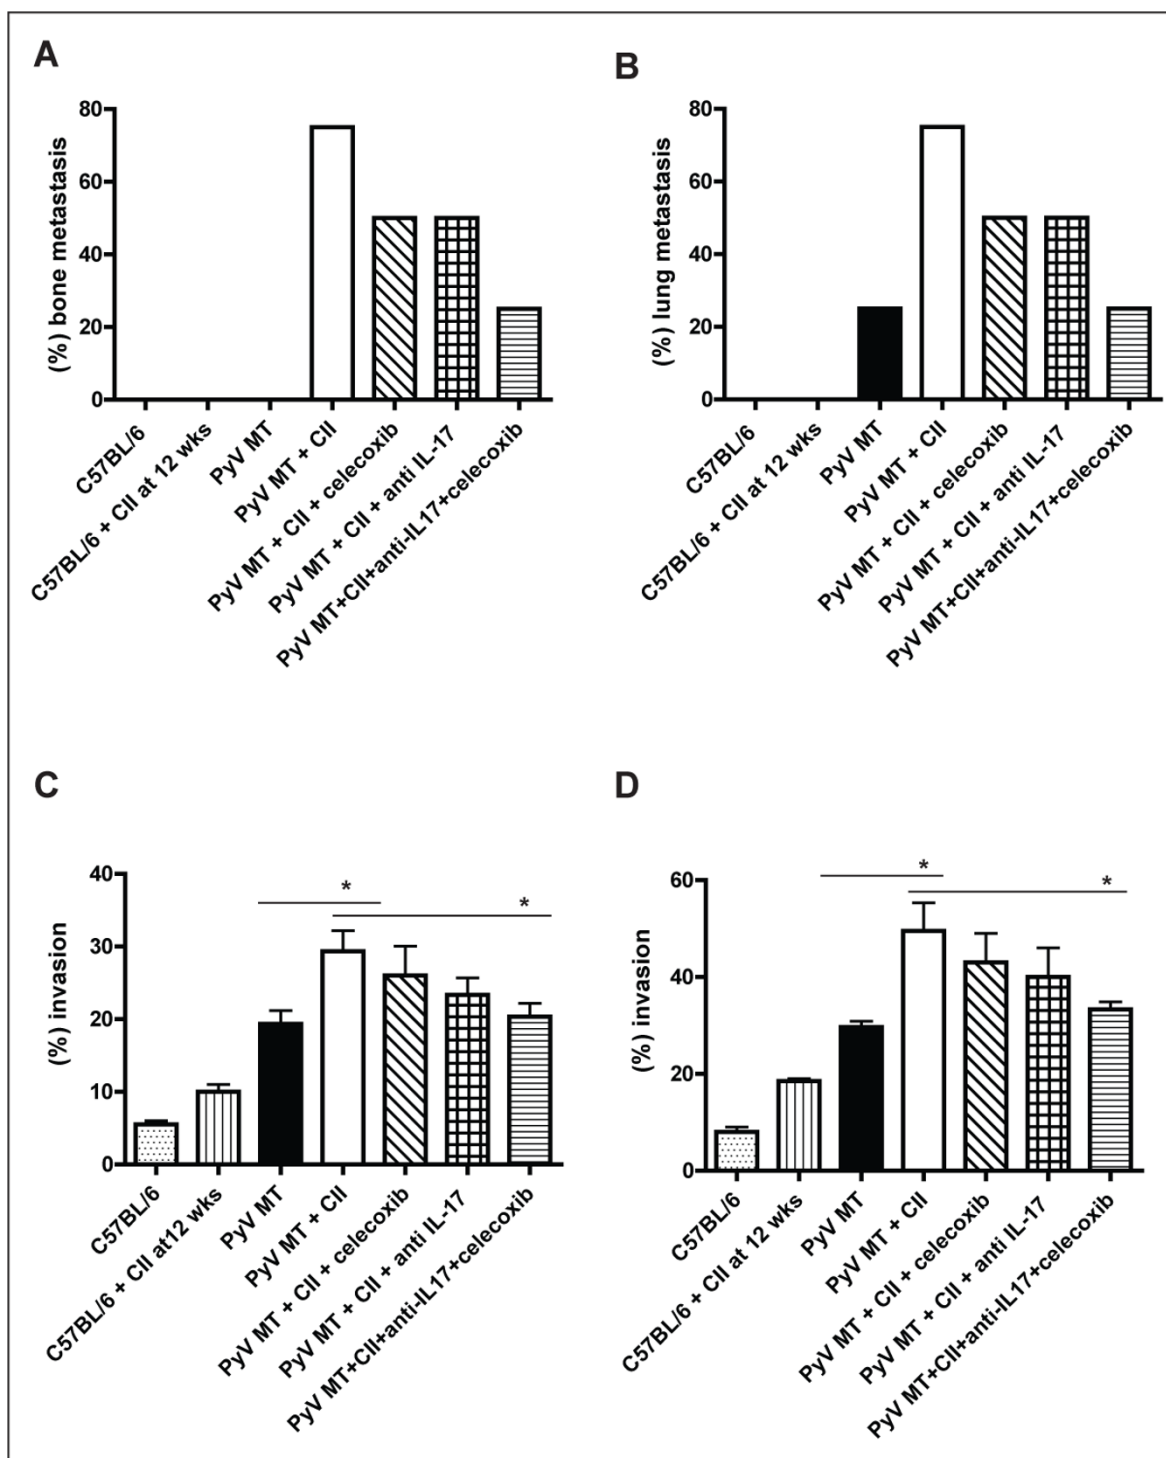 A
(%) bone metastasis
80
60
40
20
0
C57BL/6
C57BL/6 + CII at 12 wks
PyV MT
PyV MT + CII
PyV MT + CII + celecoxib
PyV MT + CII + anti IL-17
PyV MT+CII+anti-IL17+celecoxib
B
(%) lung metastasis
80
60
40
20
0
C57BL/6
C57BL/6 + CII at 12 wks
PyV MT
PyV MT + CII
PyV MT + CII + celecoxib
PyV MT + CII + anti IL-17
PyV MT+CII+anti-IL17+celecoxib
C
(%) invasion
40
30
20
10
0
*
*
C57BL/6
C57BL/6 + CII at12 wks
PyV MT
PyV MT + CII
PyV MT + CII + celecoxib
PyV MT + CII + anti IL-17
PyV MT+CII+anti-IL17+celecoxib
D
(%) invasion
60
40
20
0
*
*
C57BL/6
C57BL/6 + CII at 12 wks
PyV MT
PyV MT + CII
PyV MT + CII + celecoxib
PyV MT + CII + anti IL-17
PyV MT+CII+anti-IL17+celecoxib